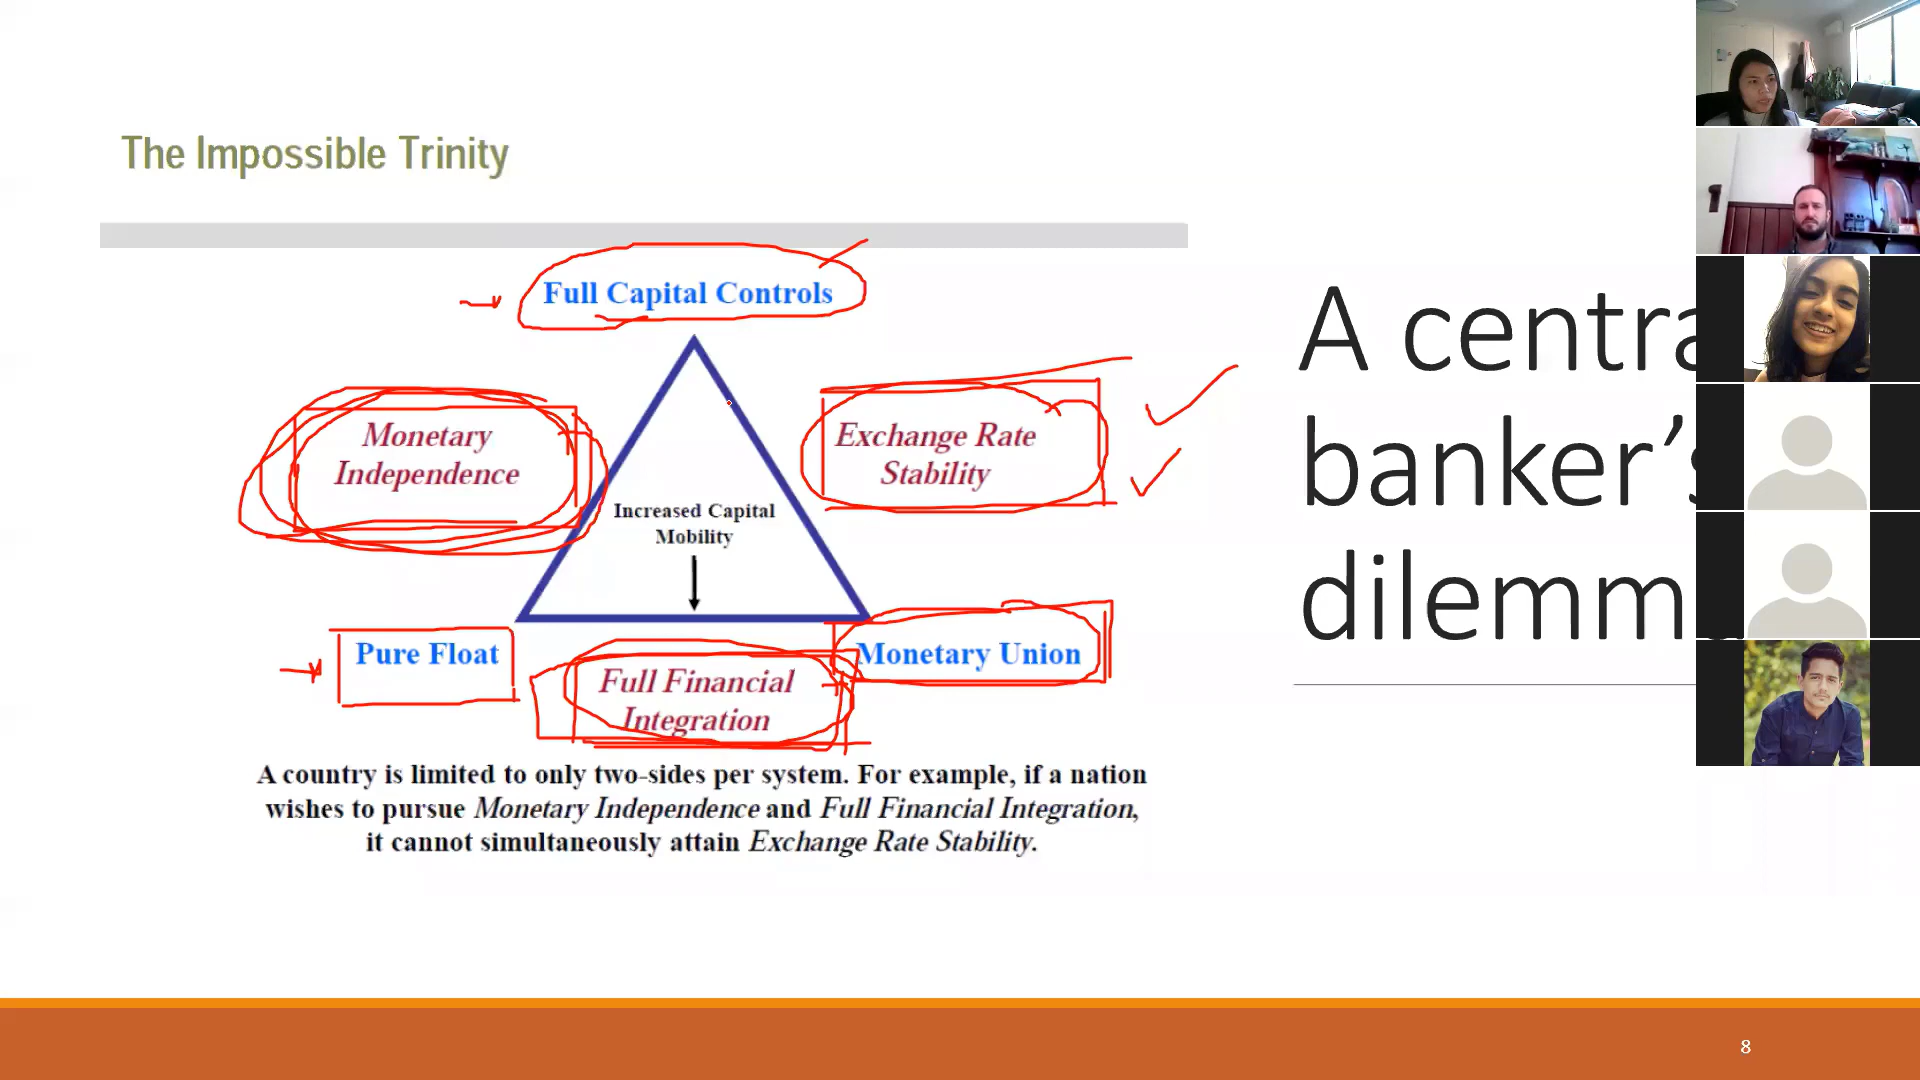 The Impossible Trinity
Full Capital Controls
Monetary
Independence
Exchange Rate
Stability
Increased Capital
Mobility
Pure Float
Monetary Union
Full Financial
Integration
A country is limited to only two-sides per system. For example, if a nation
wishes to pursue Monetary Independence and Full Financial Integration,
it cannot simultaneously attain Exchange Rate Stability.
A centra
banker's
dilemma
8